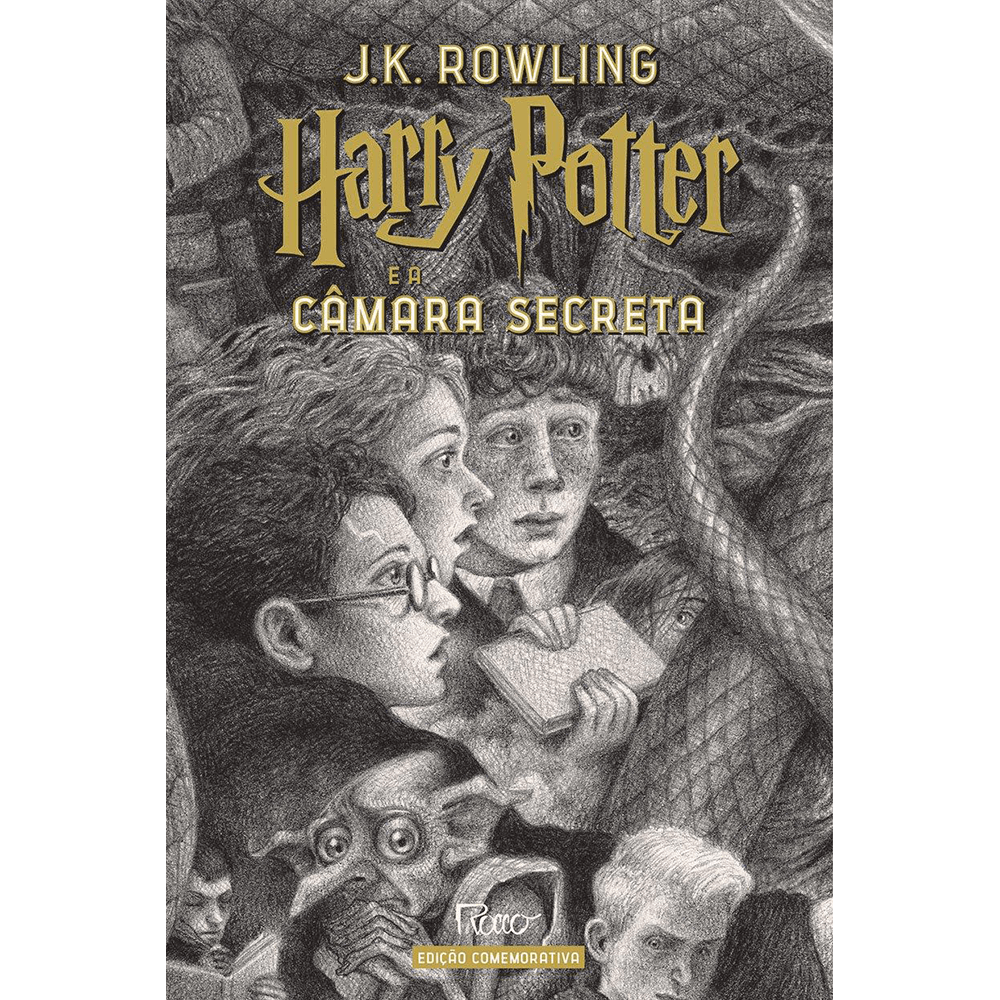 J.K. ROWLING
Harry Potter
E A
CÂMARA SECRETA
Rocco
EDIÇÃO COMEMORATIVA